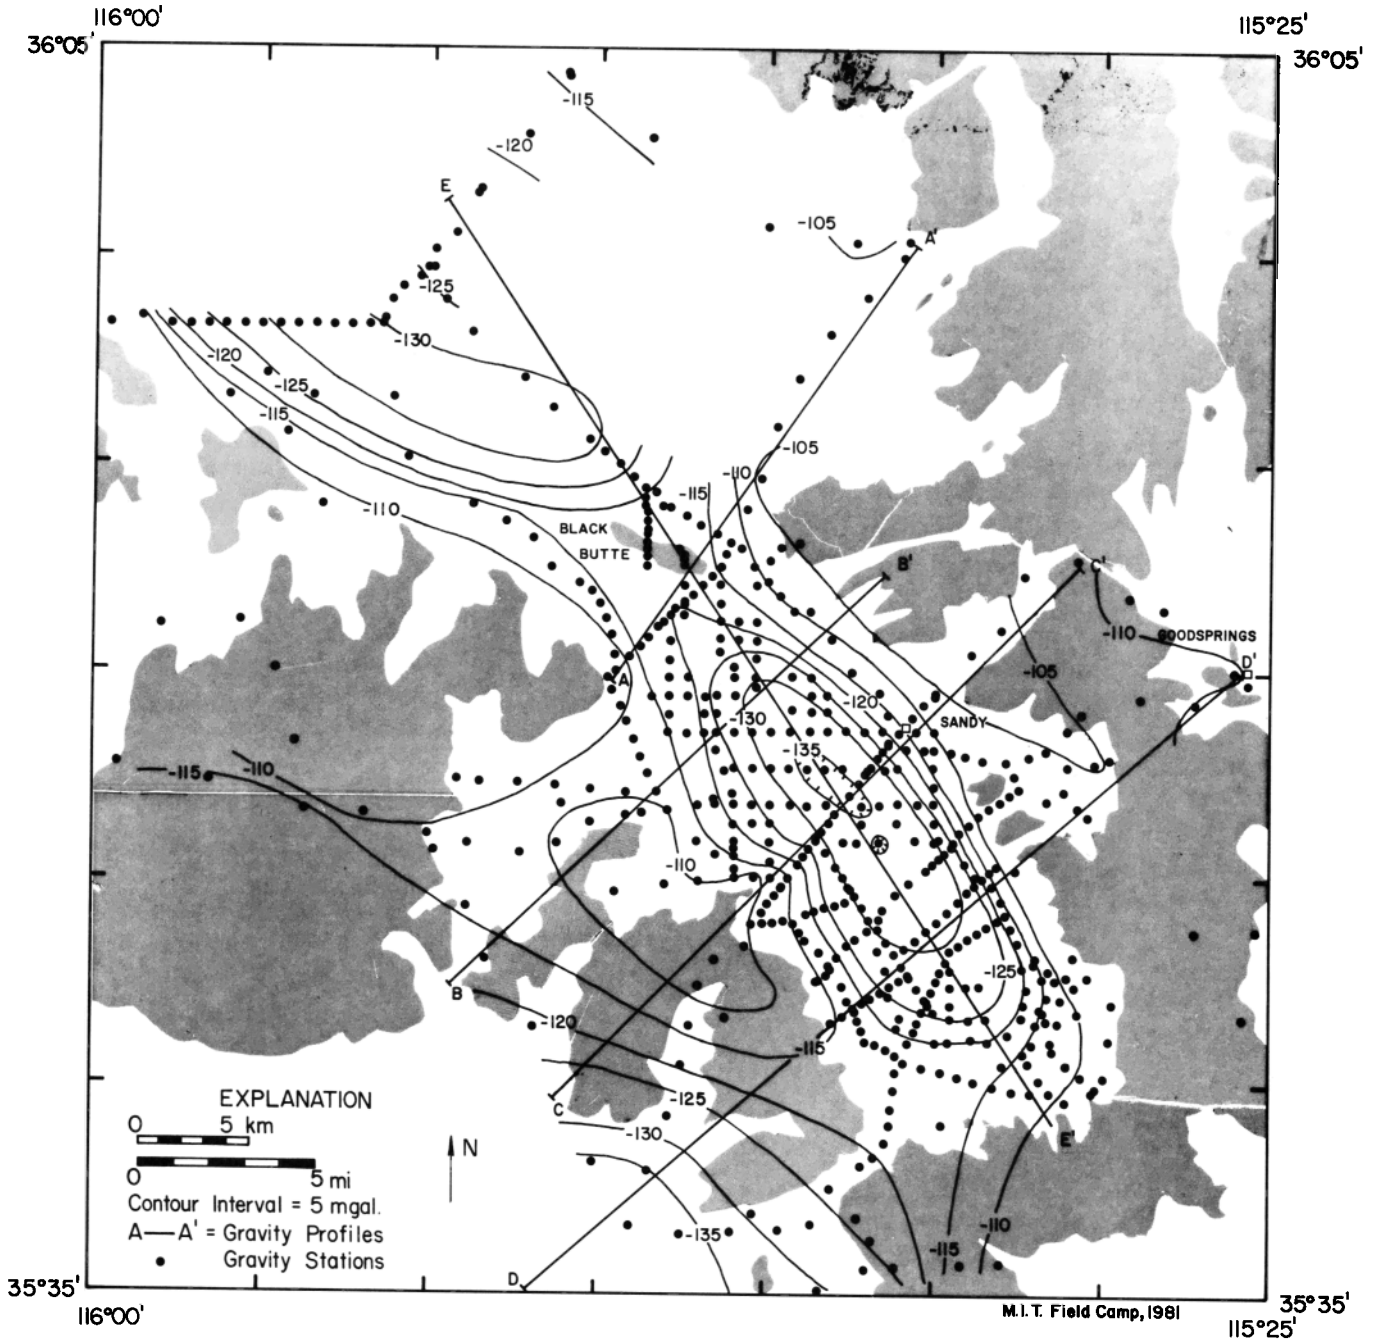 116°00'
115°25'
36°05'
36°05'
-115
-120
E
-105
A'
-125
-130
-120
-125
-115
-105
-110
-115
-110
BLACK
BUTTE
B'
C'
-110
GOODSPRINGS
D'
-105
A
-120
-130
SANDY
-135
-110
-115
-110
-125
B
-120
-115
C
-125
-130
E'
-110
-135
-115
D
EXPLANATION
0 5 km
0 5 mi
N
Contour Interval = 5 mgal.
A—A' = Gravity Profiles
Gravity Stations
35°35'
35°35'
116°00'
M.I.T. Field Camp, 1981
115°25'